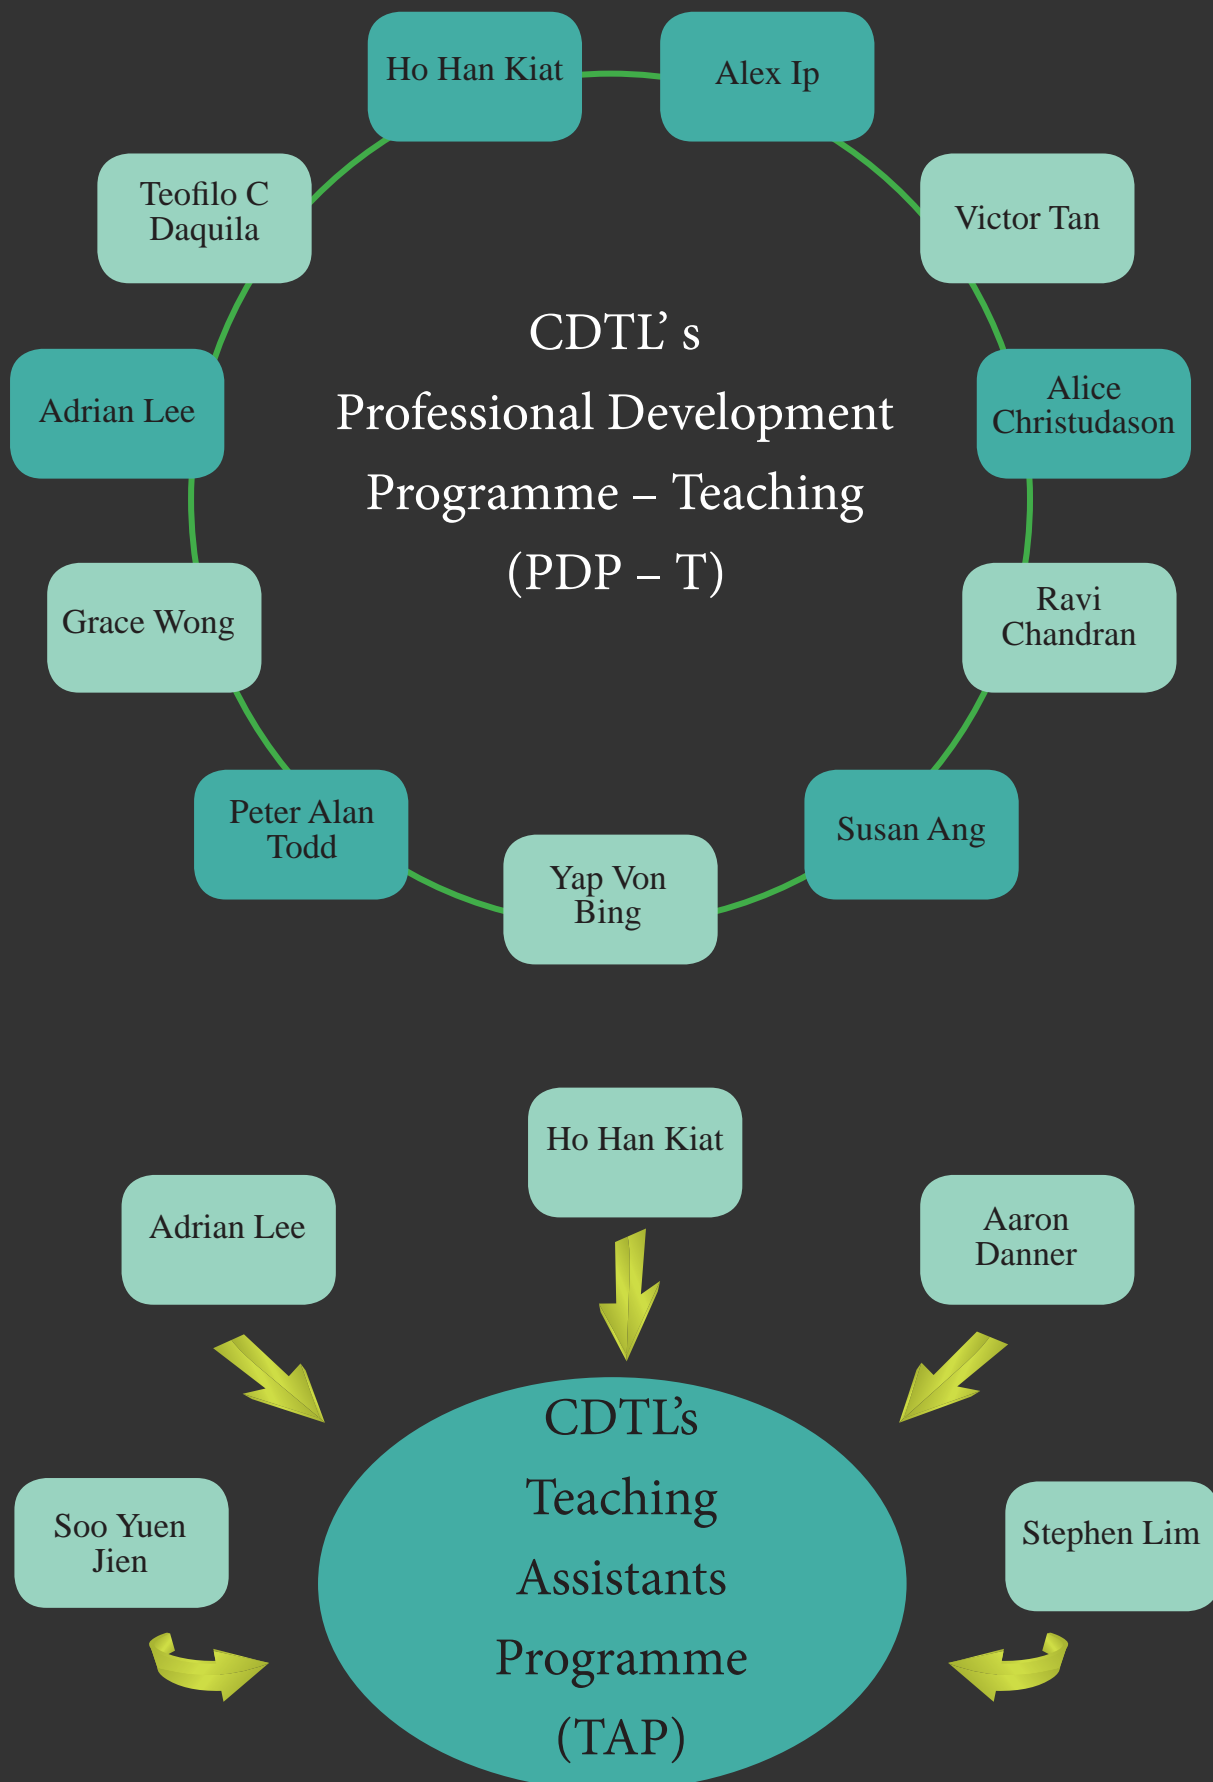 Ho Han Kiat
Alex Ip
Teofilo C
Daquila
Victor Tan
CDTL’ s
Professional Development
Programme – Teaching
(PDP – T)
Adrian Lee
Alice
Christudason
Grace Wong
Ravi
Chandran
Peter Alan
Todd
Susan Ang
Yap Von
Bing
Ho Han Kiat
Adrian Lee
Aaron
Danner
CDTL’s
Teaching
Assistants
Programme
(TAP)
Soo Yuen
Jien
Stephen Lim